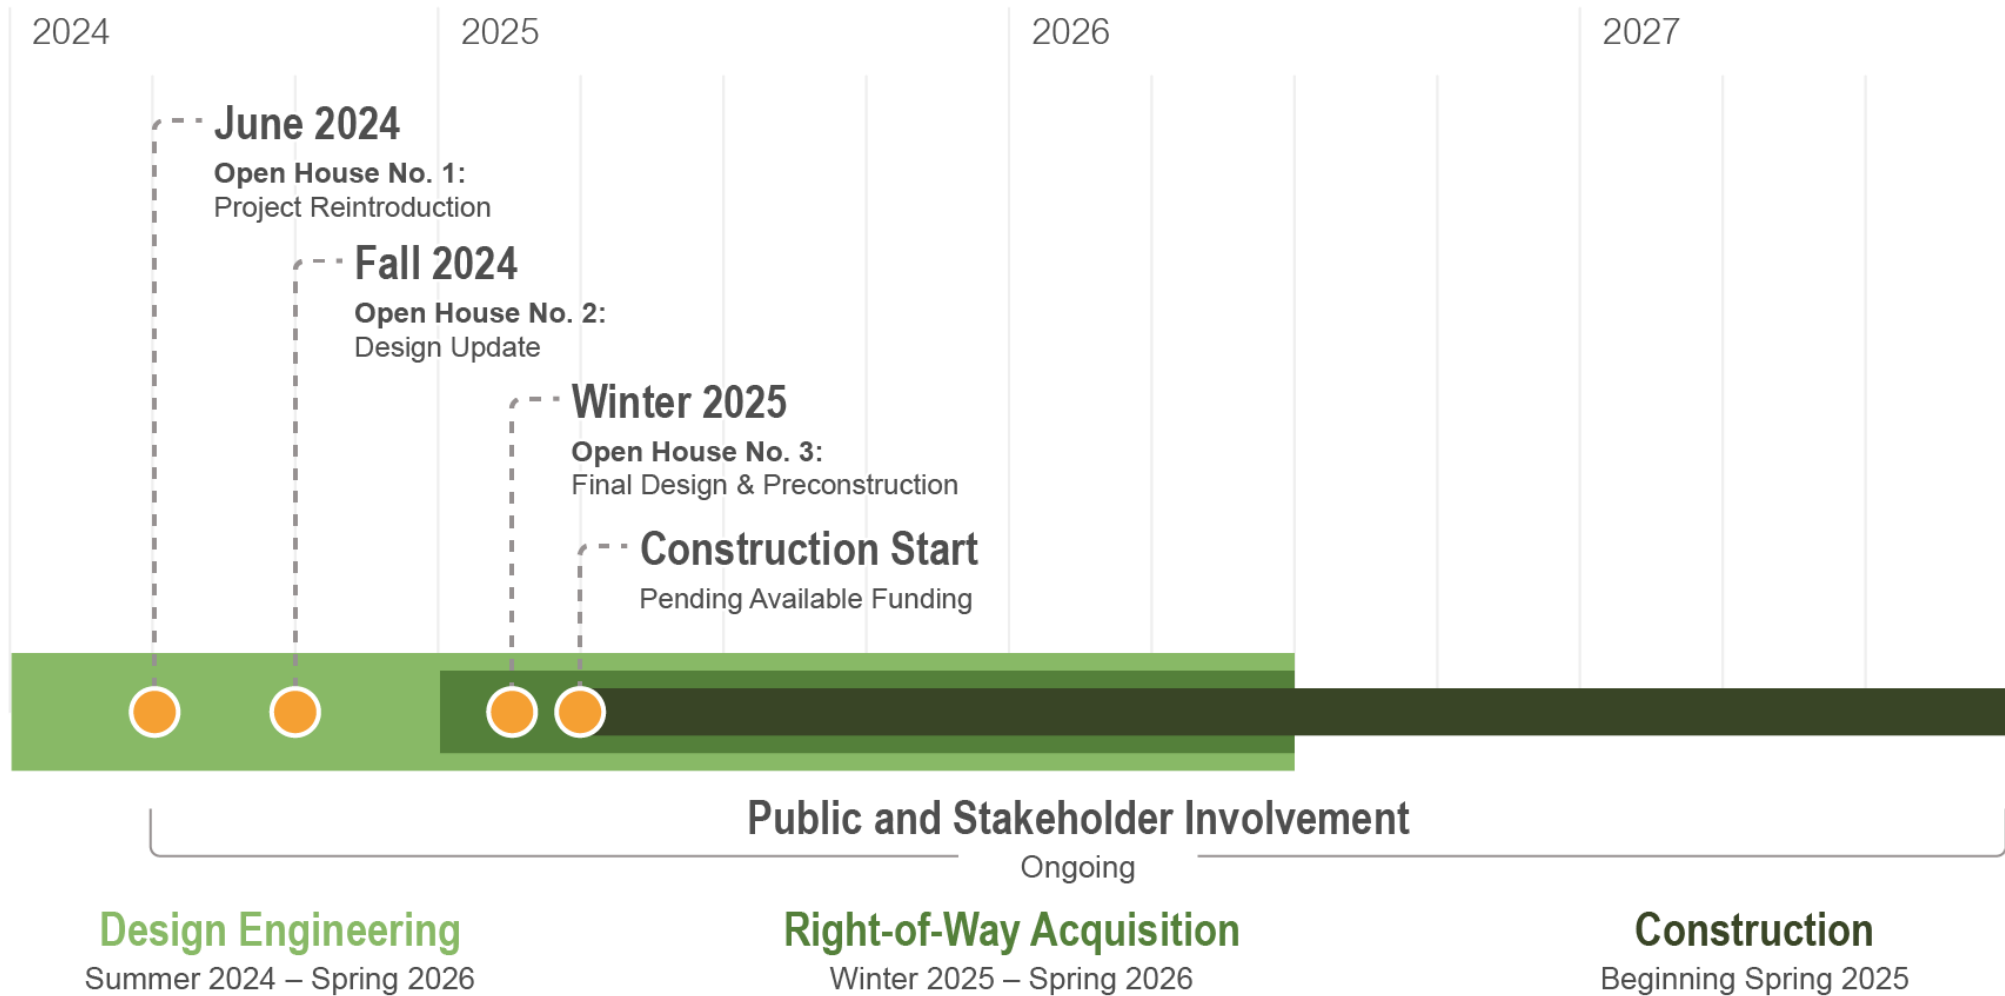 2024
2025
2026
2027
June 2024
Open House No. 1:
Project Reintroduction
Fall 2024
Open House No. 2:
Design Update
Winter 2025
Open House No. 3:
Final Design & Preconstruction
Construction Start
Pending Available Funding
Public and Stakeholder Involvement
Ongoing
Design Engineering
Summer 2024 – Spring 2026
Right-of-Way Acquisition
Winter 2025 – Spring 2026
Construction
Beginning Spring 2025